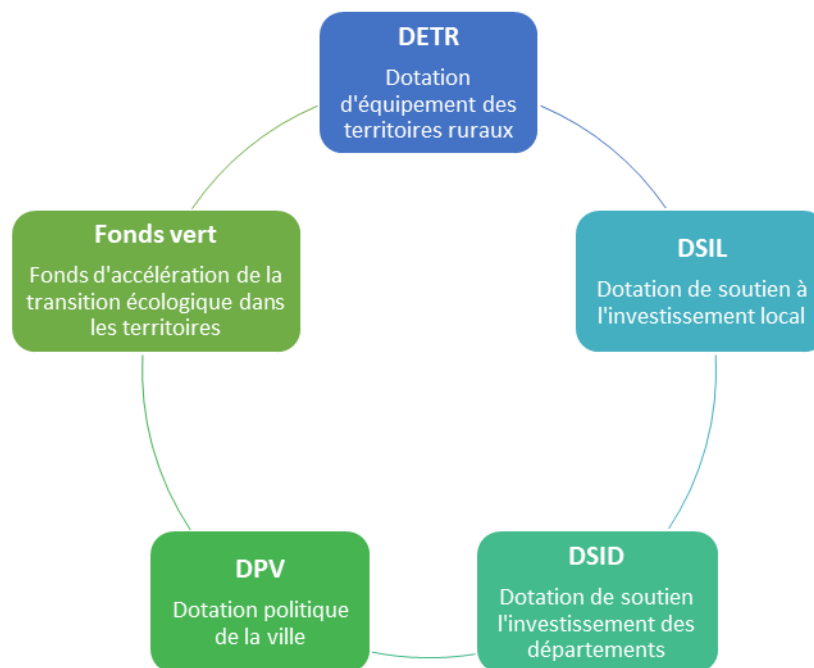 DETR
Dotation
d'équipement des
territoires ruraux
Fonds vert
Fonds d'accélération de la
transition écologique dans
les territoires
DSIL
Dotation de soutien à
l'investissement local
DPV
Dotation politique
de la ville
DSID
Dotation de soutien
l'investissement des
départements